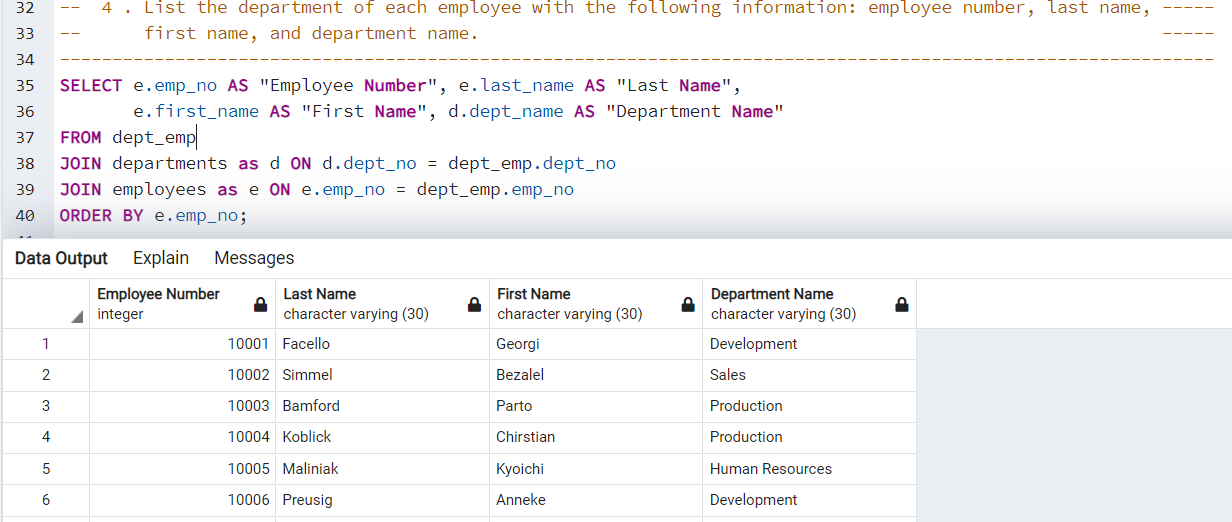 32 -- 4 . List the department of each employee with the following information: employee number, last name, -----
33 -- first name, and department name. -----
34 --------------------------------------------------------------------------------------------------------------
35 SELECT e.emp_no AS "Employee Number", e.last_name AS "Last Name",
36 e.first_name AS "First Name", d.dept_name AS "Department Name"
37 FROM dept_emp
38 JOIN departments as d ON d.dept_no = dept_emp.dept_no
39 JOIN employees as e ON e.emp_no = dept_emp.emp_no
40 ORDER BY e.emp_no;
Data Output Explain Messages
Employee Number Last Name First Name Department Name
integer character varying (30) character varying (30) character varying (30)
1 10001 Facello Georgi Development
2 10002 Simmel Bezalel Sales
3 10003 Bamford Parto Production
4 10004 Koblick Chirstian Production
5 10005 Maliniak Kyoichi Human Resources
6 10006 Preusig Anneke Development